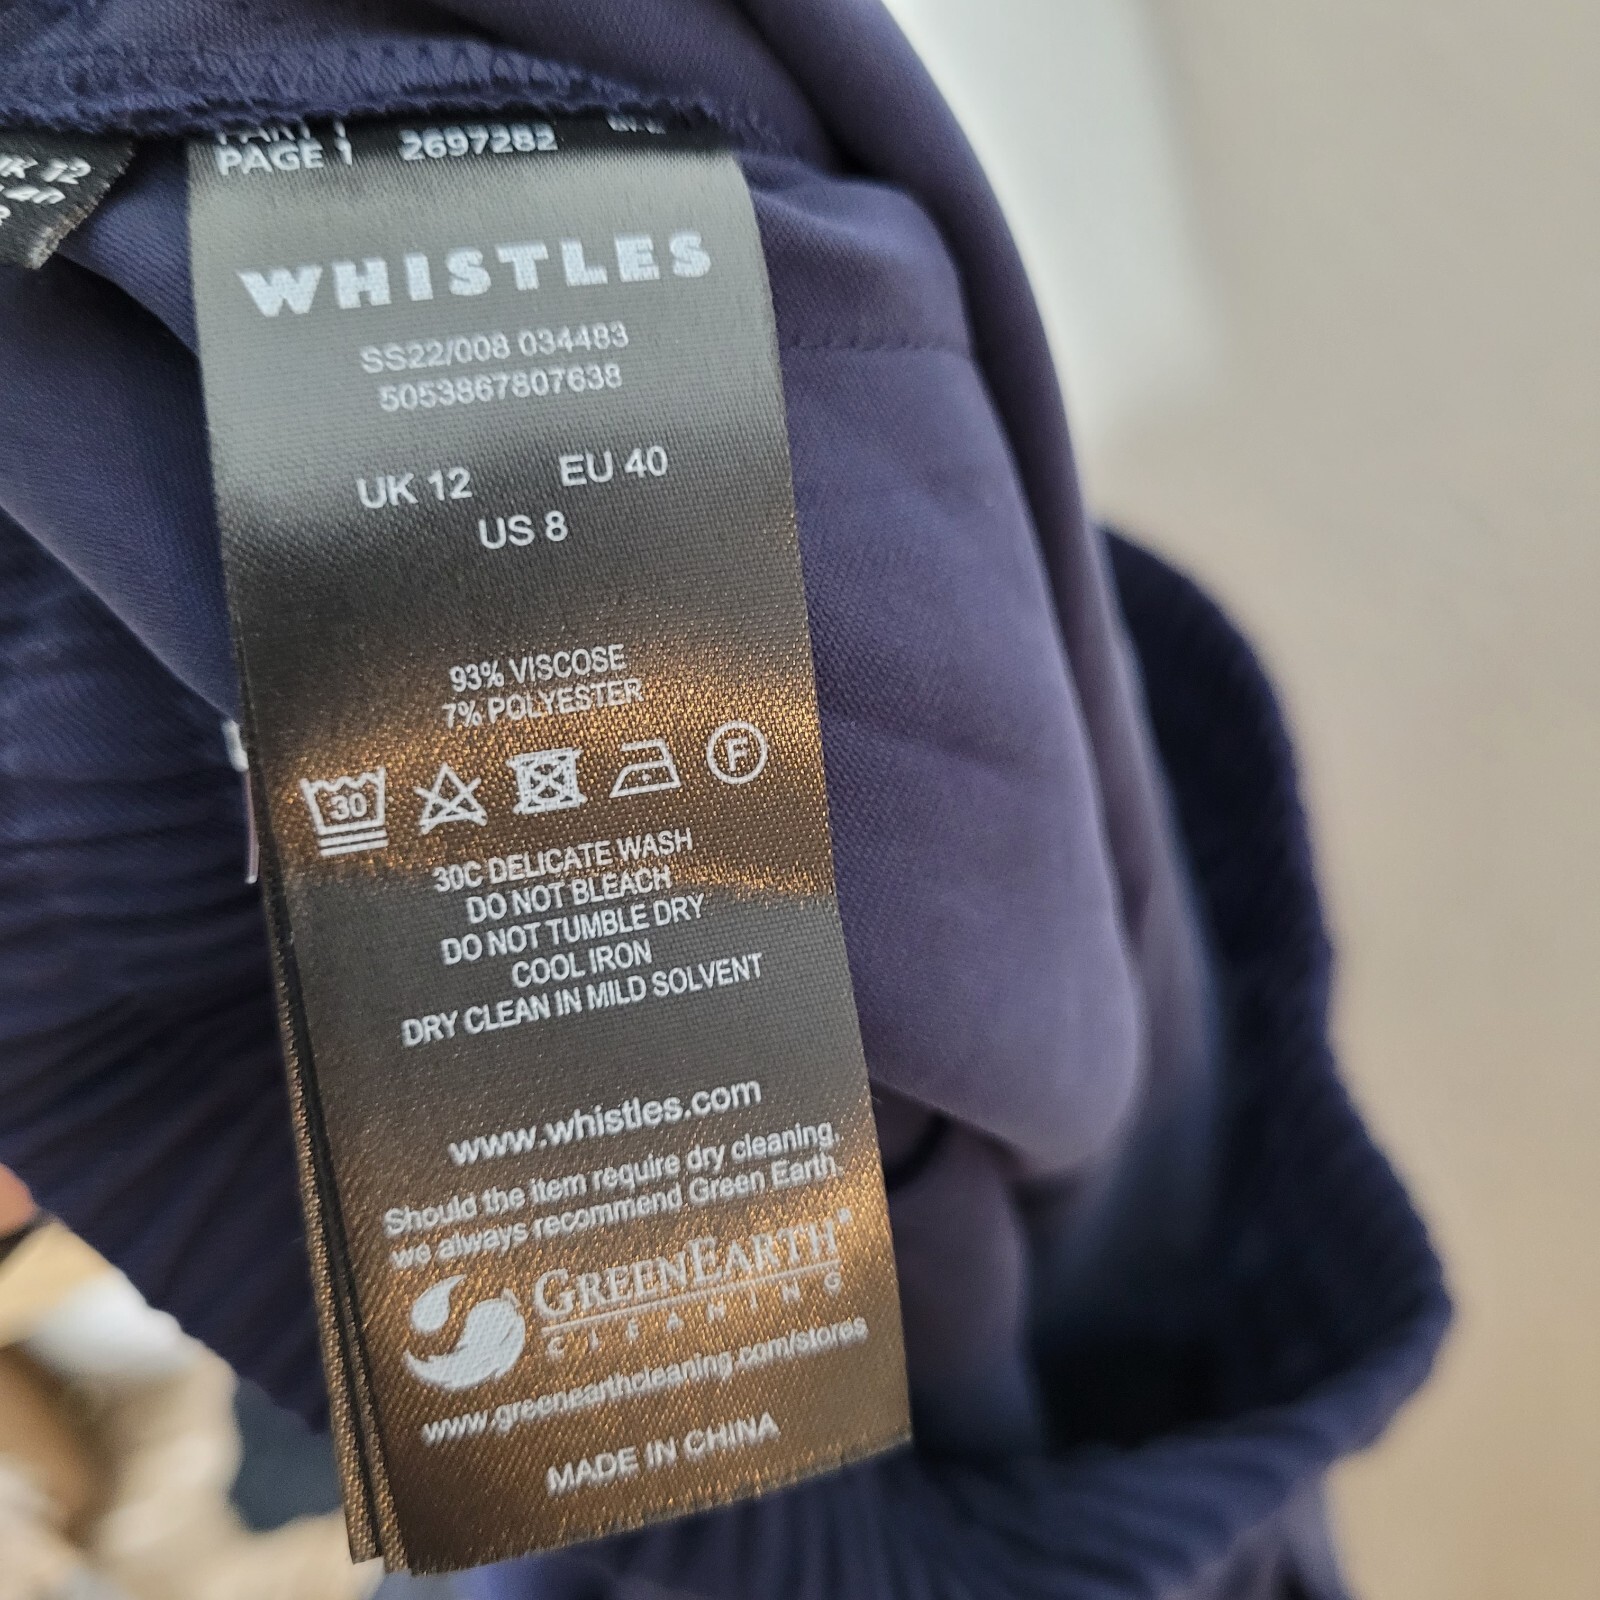 PAGE 1 2697282
UK 12
WHISTLES
SS22/008 034483
5053867807638
UK 12 EU 40
US 8
93% VISCOSE
7% POLYESTER
30 F
30C DELICATE WASH
DO NOT BLEACH
DO NOT TUMBLE DRY
COOL IRON
DRY CLEAN IN MILD SOLVENT
www.whistles.com
Should the item require dry cleaning,
we always recommend Green Earth.
GREENEARTH®
CLEANING
www.greenearthcleaning.com/stores
MADE IN CHINA